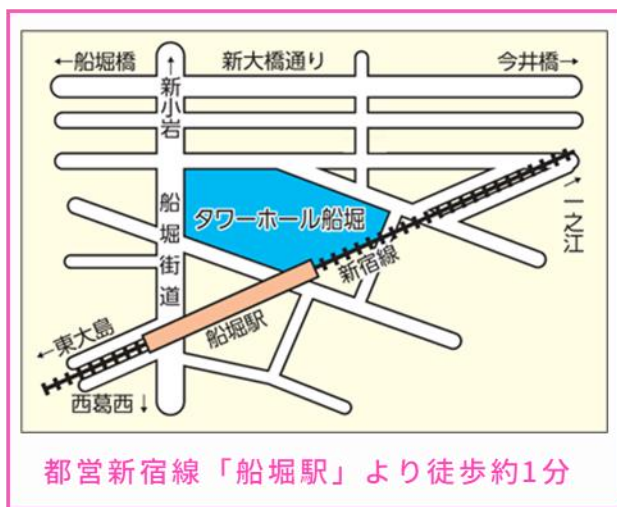 ←船堀橋
新大橋通り
今井橋→
←新小岩
船堀街道
タワーホール船堀
→一之江
新宿線
船堀駅
←東大島
西葛西↓
都営新宿線「船堀駅」より徒歩約1分